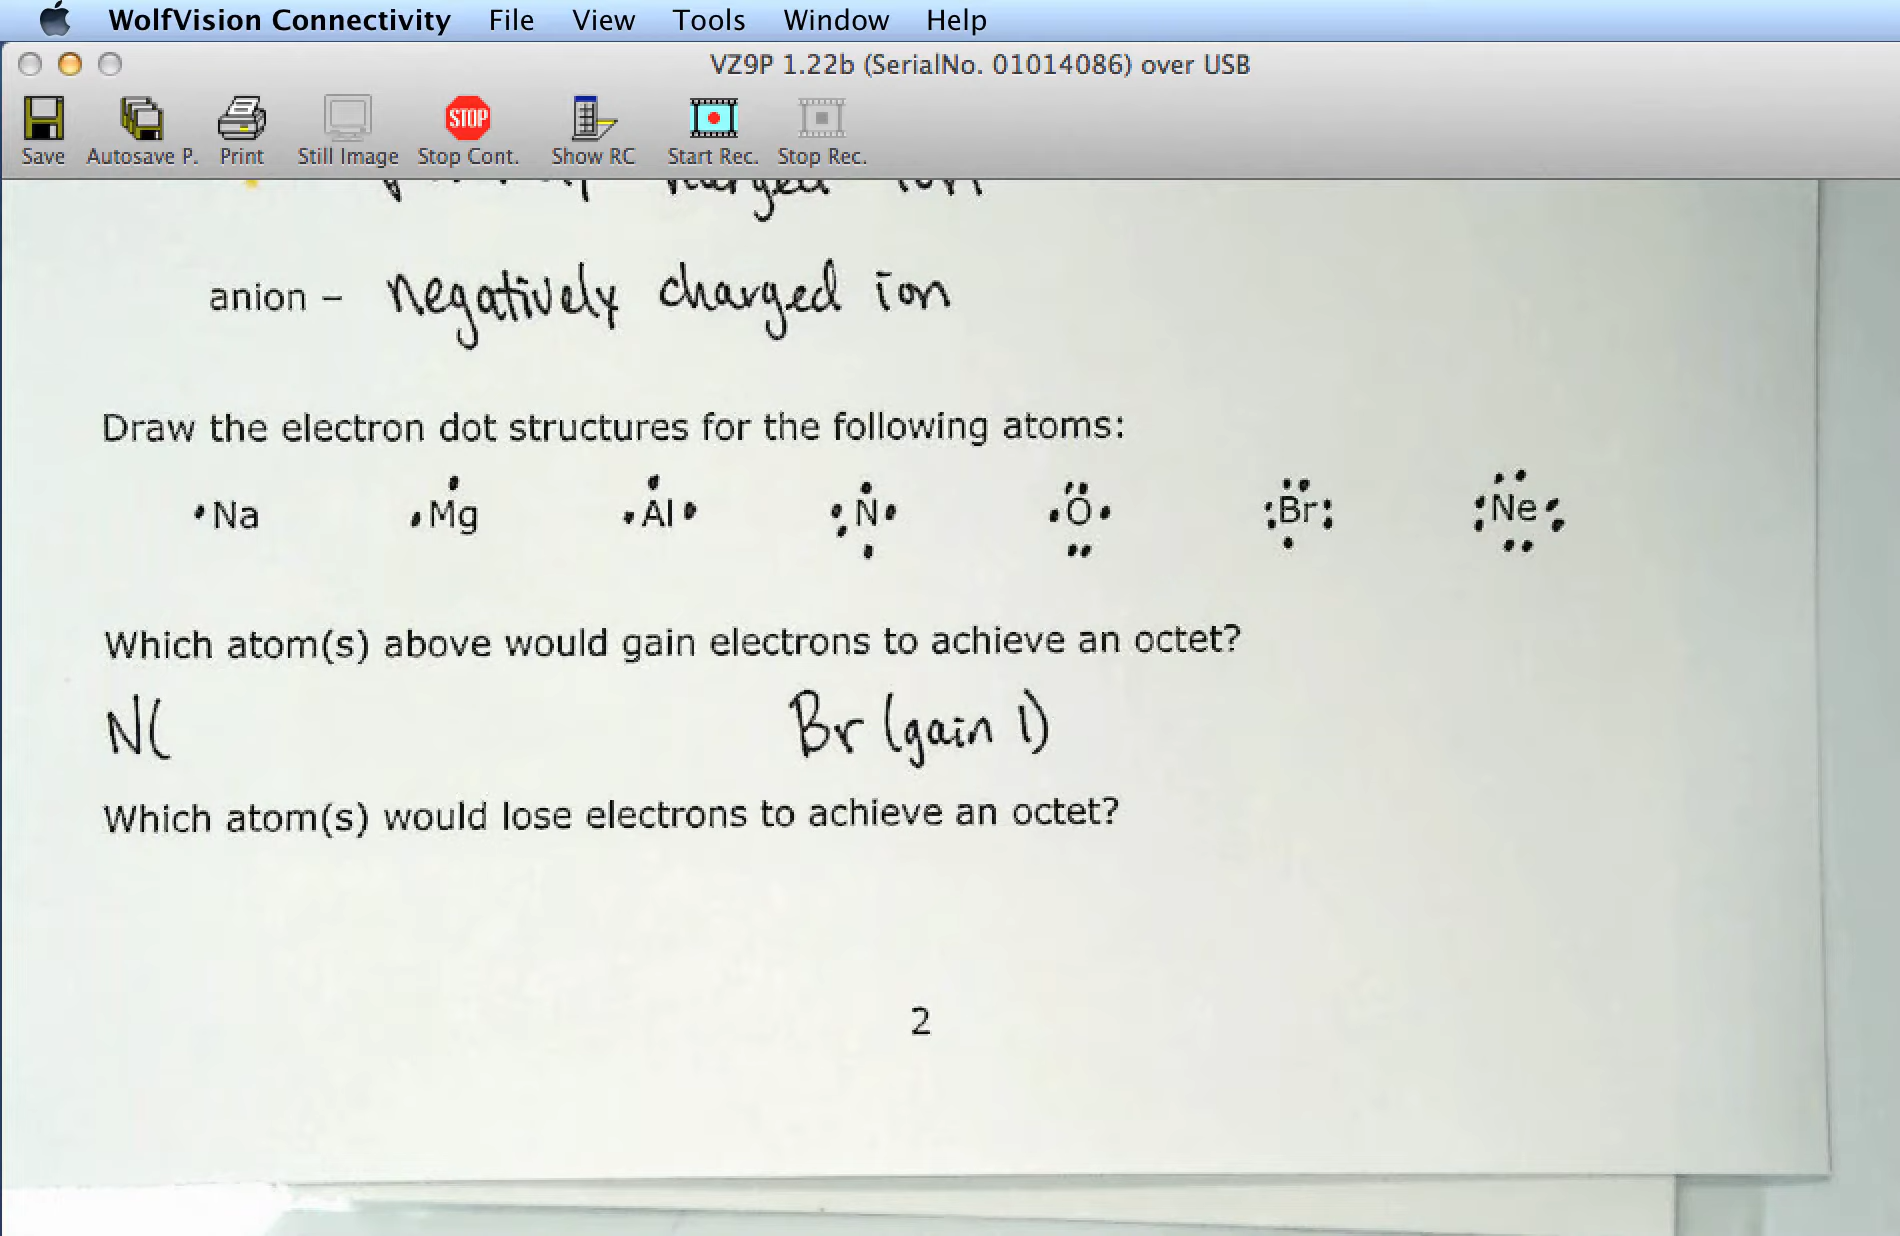 WolfVision Connectivity File View Tools Window Help
VZ9P 1.22b (SerialNo. 01014086) over USB
STOP
Save Autosave P. Print Still Image Stop Cont. Show RC Start Rec. Stop Rec.
charged ion
anion – negatively charged ion
Draw the electron dot structures for the following atoms:
Na Mg Al N O Br Ne
Which atom(s) above would gain electrons to achieve an octet?
N( Br (gain 1)
Which atom(s) would lose electrons to achieve an octet?
2